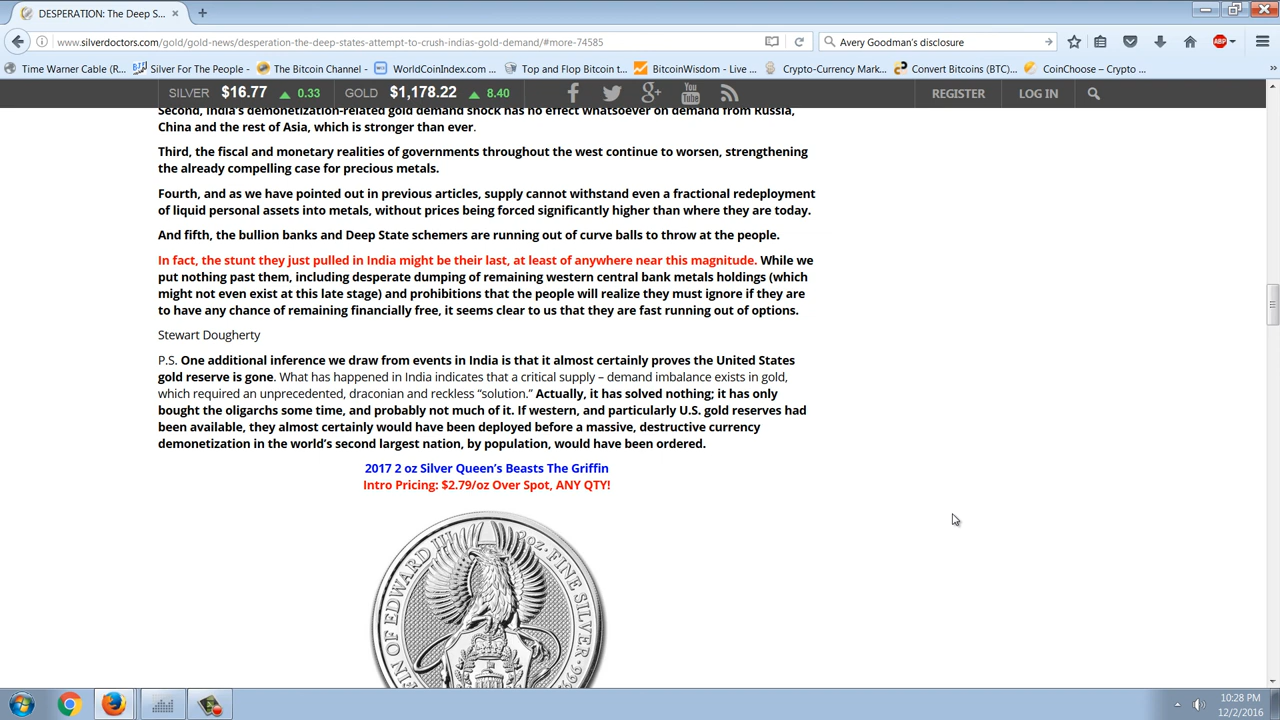 DESPERATION: The Deep S...
www.silverdoctors.com/gold/gold-news/desperation-the-deep-states-attempt-to-crush-indias-gold-demand/#more-74585
Avery Goodman's disclosure
ABP
Time Warner Cable (R...
Silver For The People -
The Bitcoin Channel -
WorldCoinIndex.com ...
Top and Flop Bitcoin t...
BitcoinWisdom - Live ...
Crypto-Currency Mark...
Convert Bitcoins (BTC)...
CoinChoose – Crypto ...
SILVER $16.77 0.33 GOLD $1,178.22 8.40
You Tube
REGISTER
LOG IN
Second, India's demonetization-related gold demand shock has no effect whatsoever on demand from Russia,
China and the rest of Asia, which is stronger than ever.
Third, the fiscal and monetary realities of governments throughout the west continue to worsen, strengthening
the already compelling case for precious metals.
Fourth, and as we have pointed out in previous articles, supply cannot withstand even a fractional redeployment
of liquid personal assets into metals, without prices being forced significantly higher than where they are today.
And fifth, the bullion banks and Deep State schemers are running out of curve balls to throw at the people.
In fact, the stunt they just pulled in India might be their last, at least of anywhere near this magnitude. While we
put nothing past them, including desperate dumping of remaining western central bank metals holdings (which
might not even exist at this late stage) and prohibitions that the people will realize they must ignore if they are
to have any chance of remaining financially free, it seems clear to us that they are fast running out of options.
Stewart Dougherty
P.S. One additional inference we draw from events in India is that it almost certainly proves the United States
gold reserve is gone. What has happened in India indicates that a critical supply – demand imbalance exists in gold,
which required an unprecedented, draconian and reckless “solution.” Actually, it has solved nothing; it has only
bought the oligarchs some time, and probably not much of it. If western, and particularly U.S. gold reserves had
been available, they almost certainly would have been deployed before a massive, destructive currency
demonetization in the world's second largest nation, by population, would have been ordered.
2017 2 oz Silver Queen's Beasts The Griffin
Intro Pricing: $2.79/oz Over Spot, ANY QTY!
OF EDWARD III
2oz · FINE SILVER · 999
10:28 PM
12/2/2016